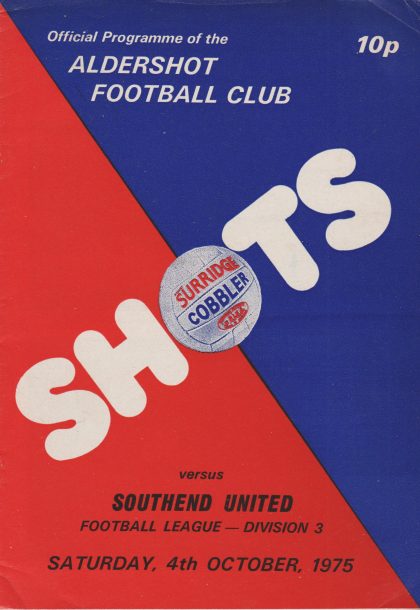 Official Programme of the
10p
ALDERSHOT
FOOTBALL CLUB
SHOTS
SURRIDGE
COBBLER
versus
SOUTHEND UNITED
FOOTBALL LEAGUE — DIVISION 3
SATURDAY, 4th OCTOBER, 1975